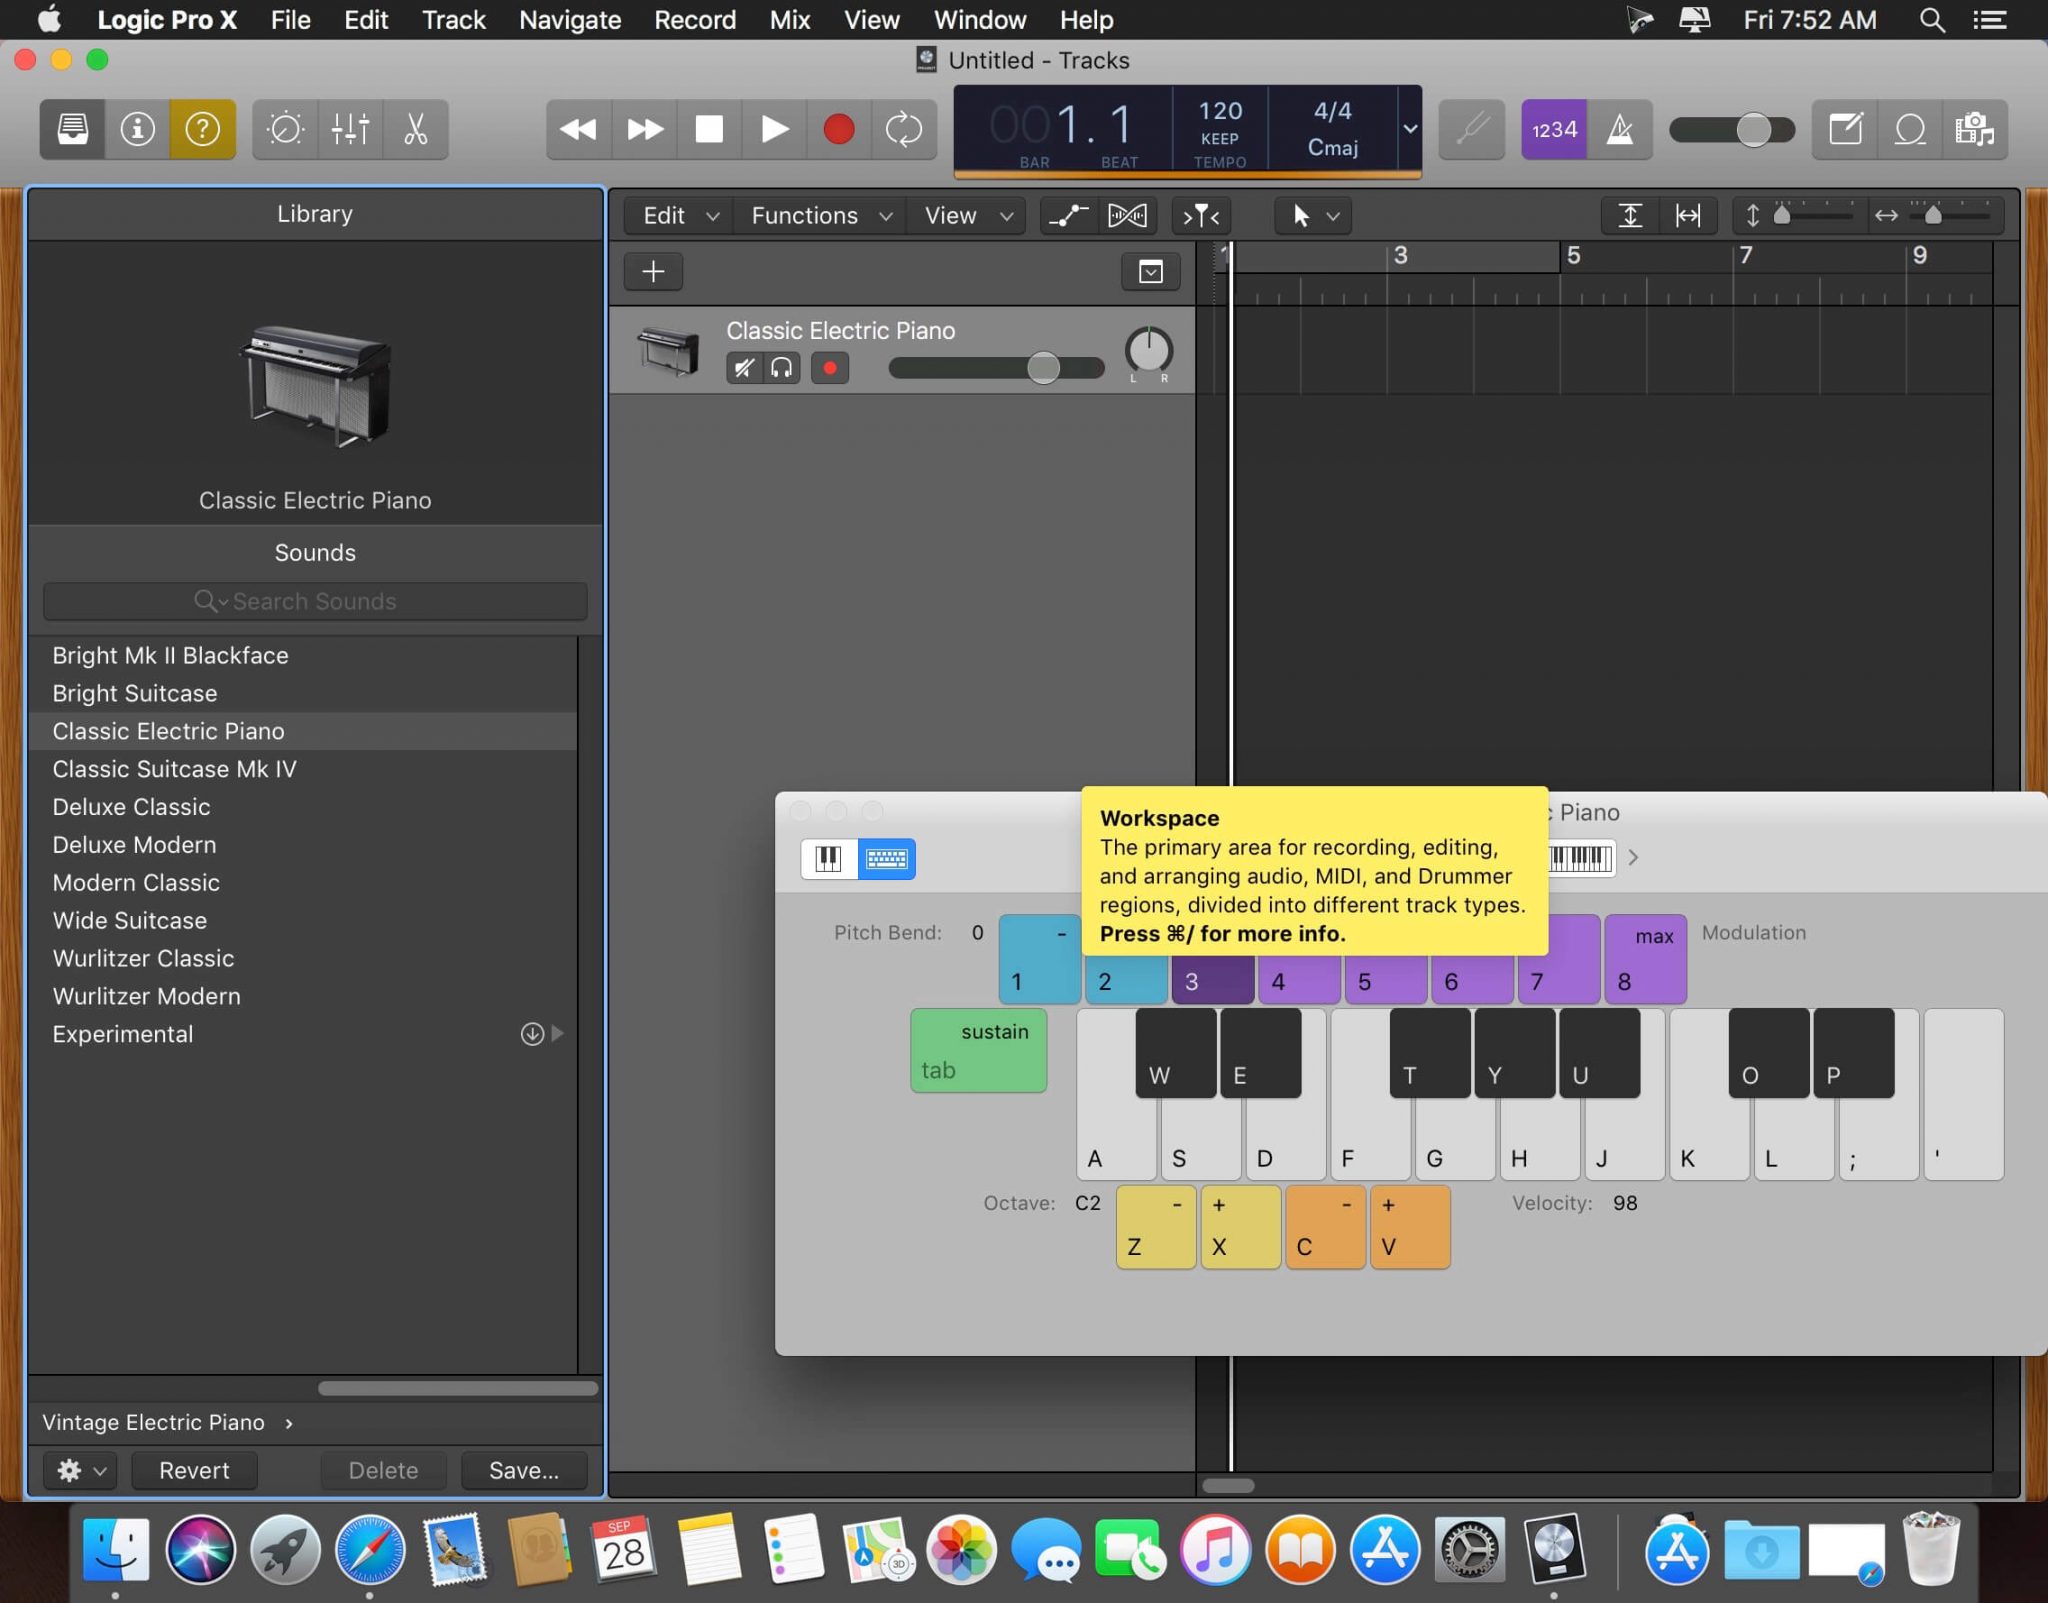 Logic Pro X File Edit Track Navigate Record Mix View Window Help Fri 7:52 AM
Untitled - Tracks
001. 1
BAR BEAT
120
KEEP
TEMPO
4/4
Cmaj
1234
Library
Classic Electric Piano
Sounds
Search Sounds
Bright Mk II Blackface
Bright Suitcase
Classic Electric Piano
Classic Suitcase Mk IV
Deluxe Classic
Deluxe Modern
Modern Classic
Wide Suitcase
Wurlitzer Classic
Wurlitzer Modern
Experimental
Vintage Electric Piano ›
Revert Delete Save...
Edit Functions View
1 3 5 7 9
Classic Electric Piano
L R
c Piano
Workspace
The primary area for recording, editing,
and arranging audio, MIDI, and Drummer
regions, divided into different track types.
Press ⌘/ for more info.
Pitch Bend: 0 - max Modulation
1 2 3 4 5 6 7 8
sustain
tab
W E T Y U O P
A S D F G H J K L ; '
Octave: C2 - + - + Velocity: 98
Z X C V
SEP
28
3D